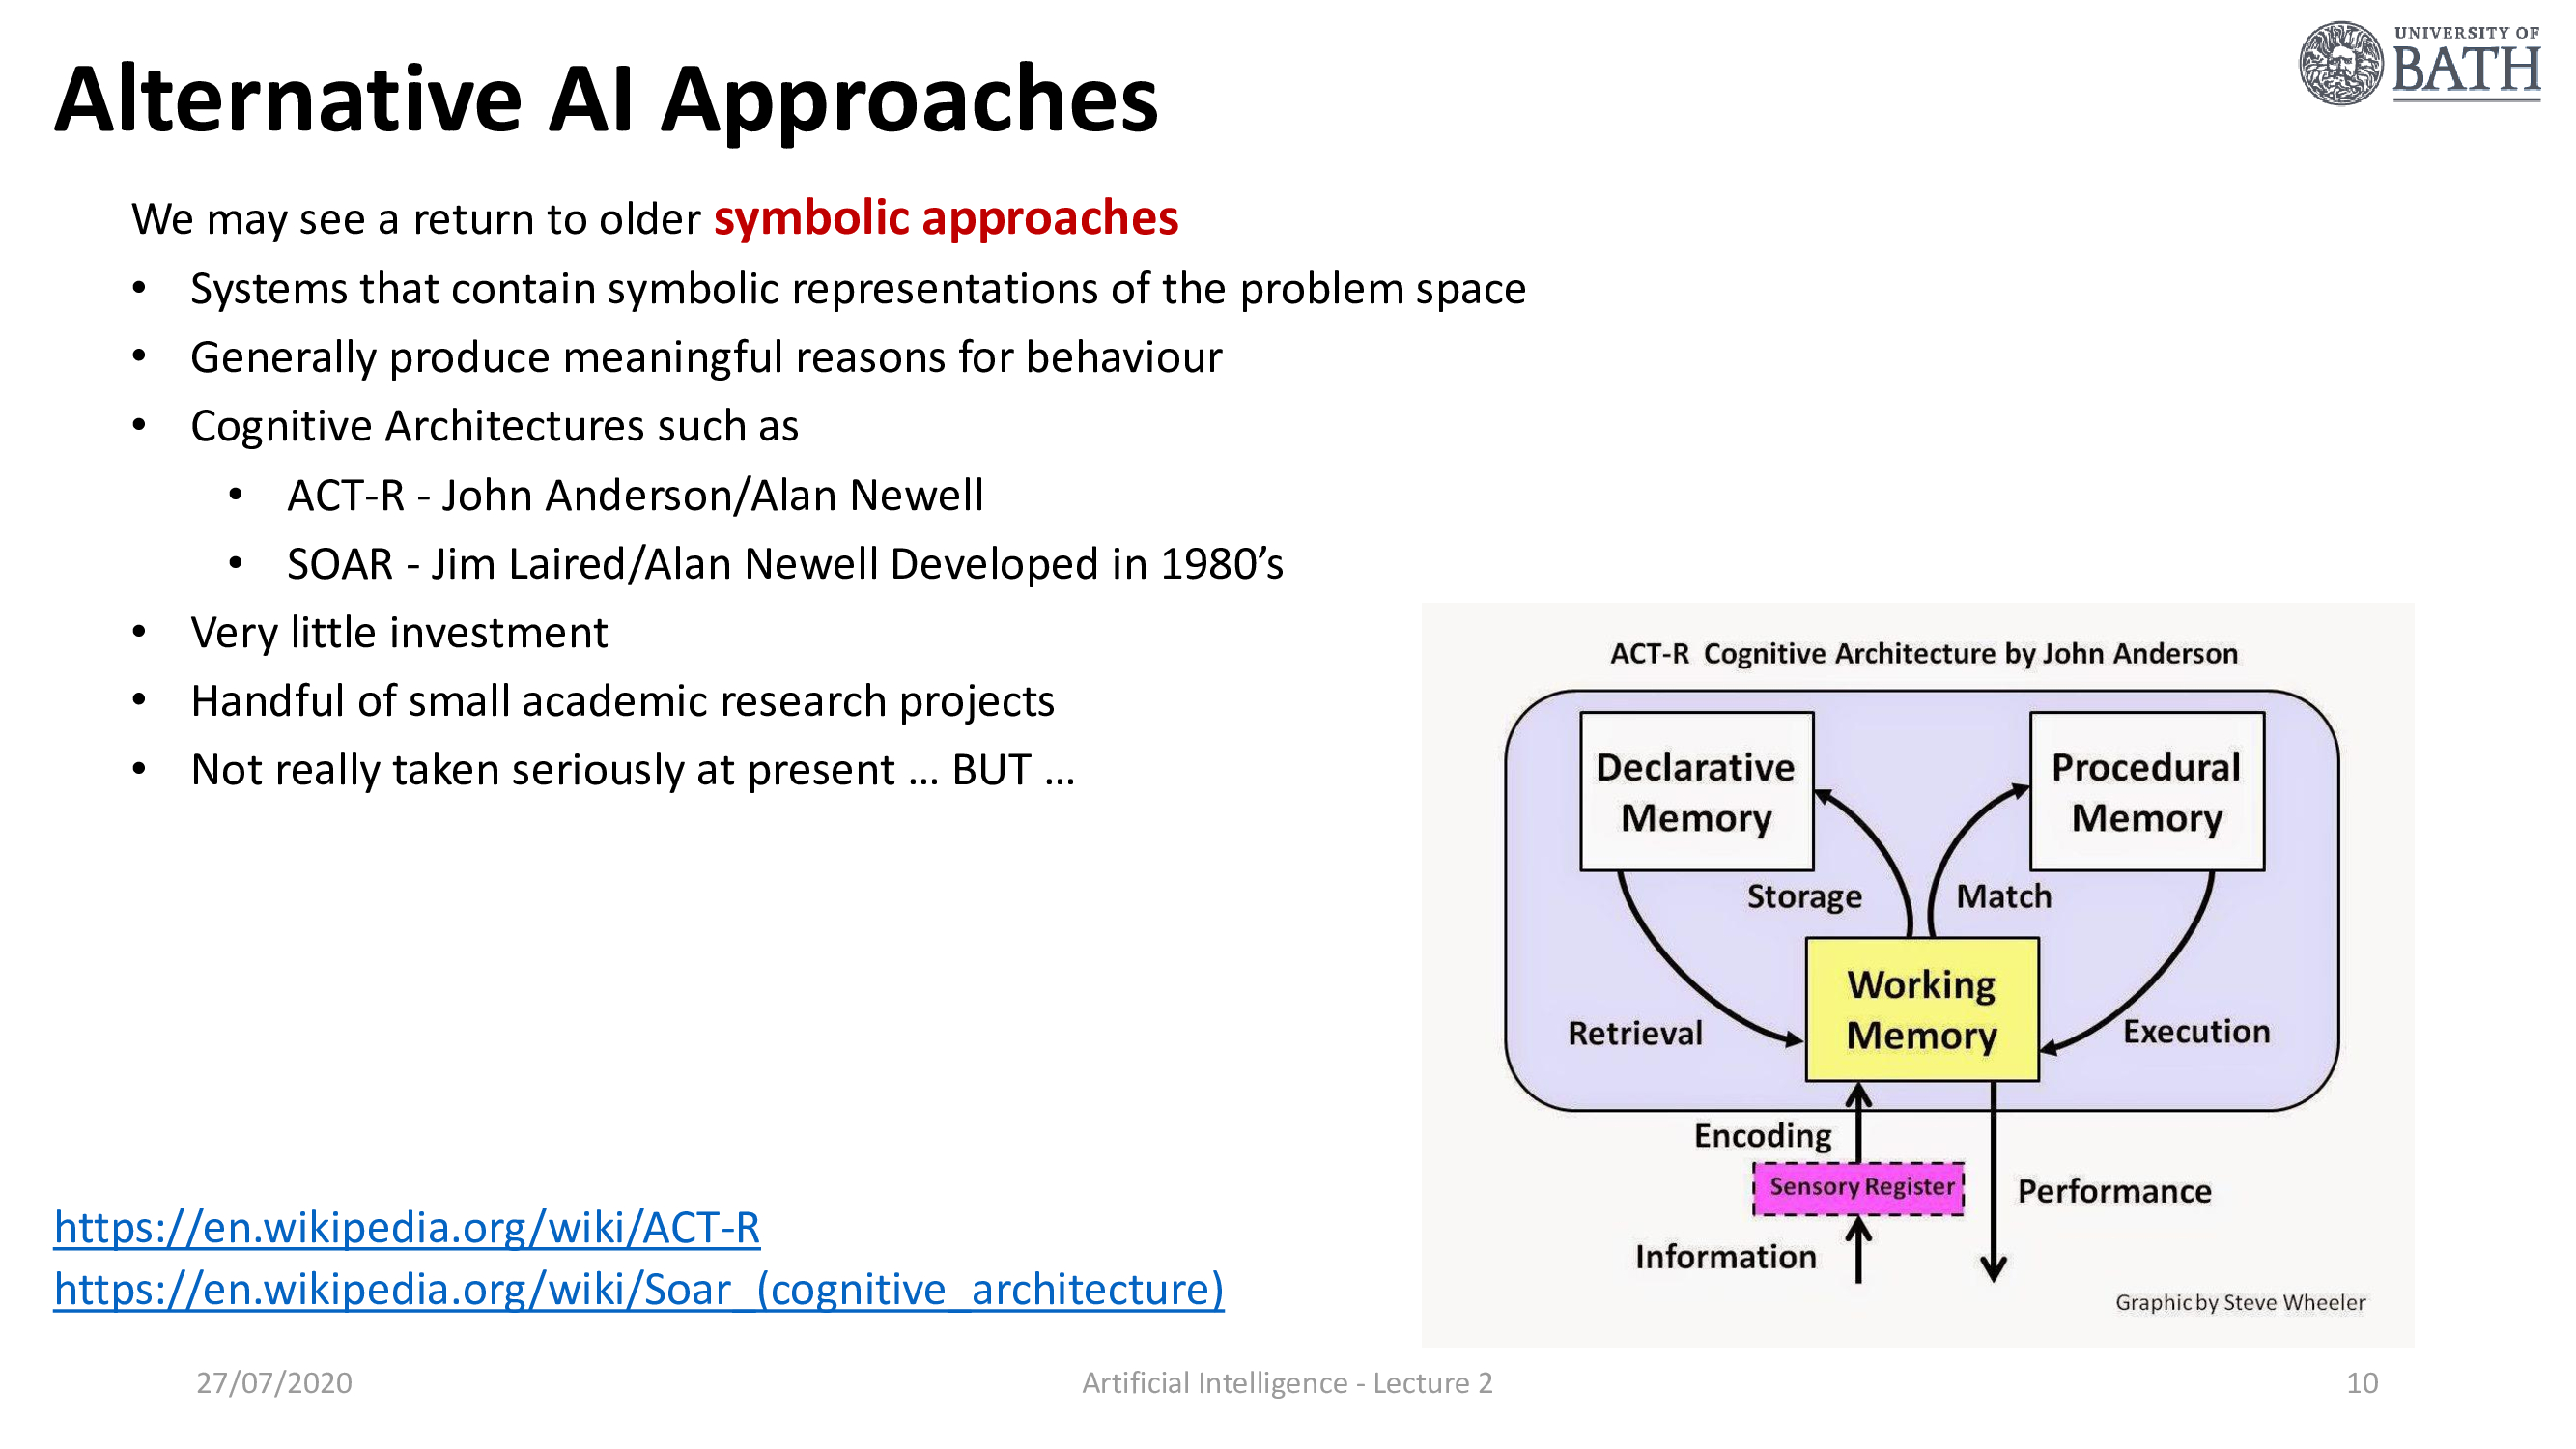 UNIVERSITY OF
BATH
Alternative AI Approaches
We may see a return to older symbolic approaches
• Systems that contain symbolic representations of the problem space
• Generally produce meaningful reasons for behaviour
• Cognitive Architectures such as
• ACT-R - John Anderson/Alan Newell
• SOAR - Jim Laired/Alan Newell Developed in 1980’s
• Very little investment
• Handful of small academic research projects
• Not really taken seriously at present … BUT …
ACT-R Cognitive Architecture by John Anderson
Declarative
Memory
Procedural
Memory
Storage
Match
Working
Memory
Retrieval
Execution
Encoding
Sensory Register
Performance
Information
Graphic by Steve Wheeler
https://en.wikipedia.org/wiki/ACT-R
https://en.wikipedia.org/wiki/Soar_(cognitive_architecture)
27/07/2020
Artificial Intelligence - Lecture 2
10